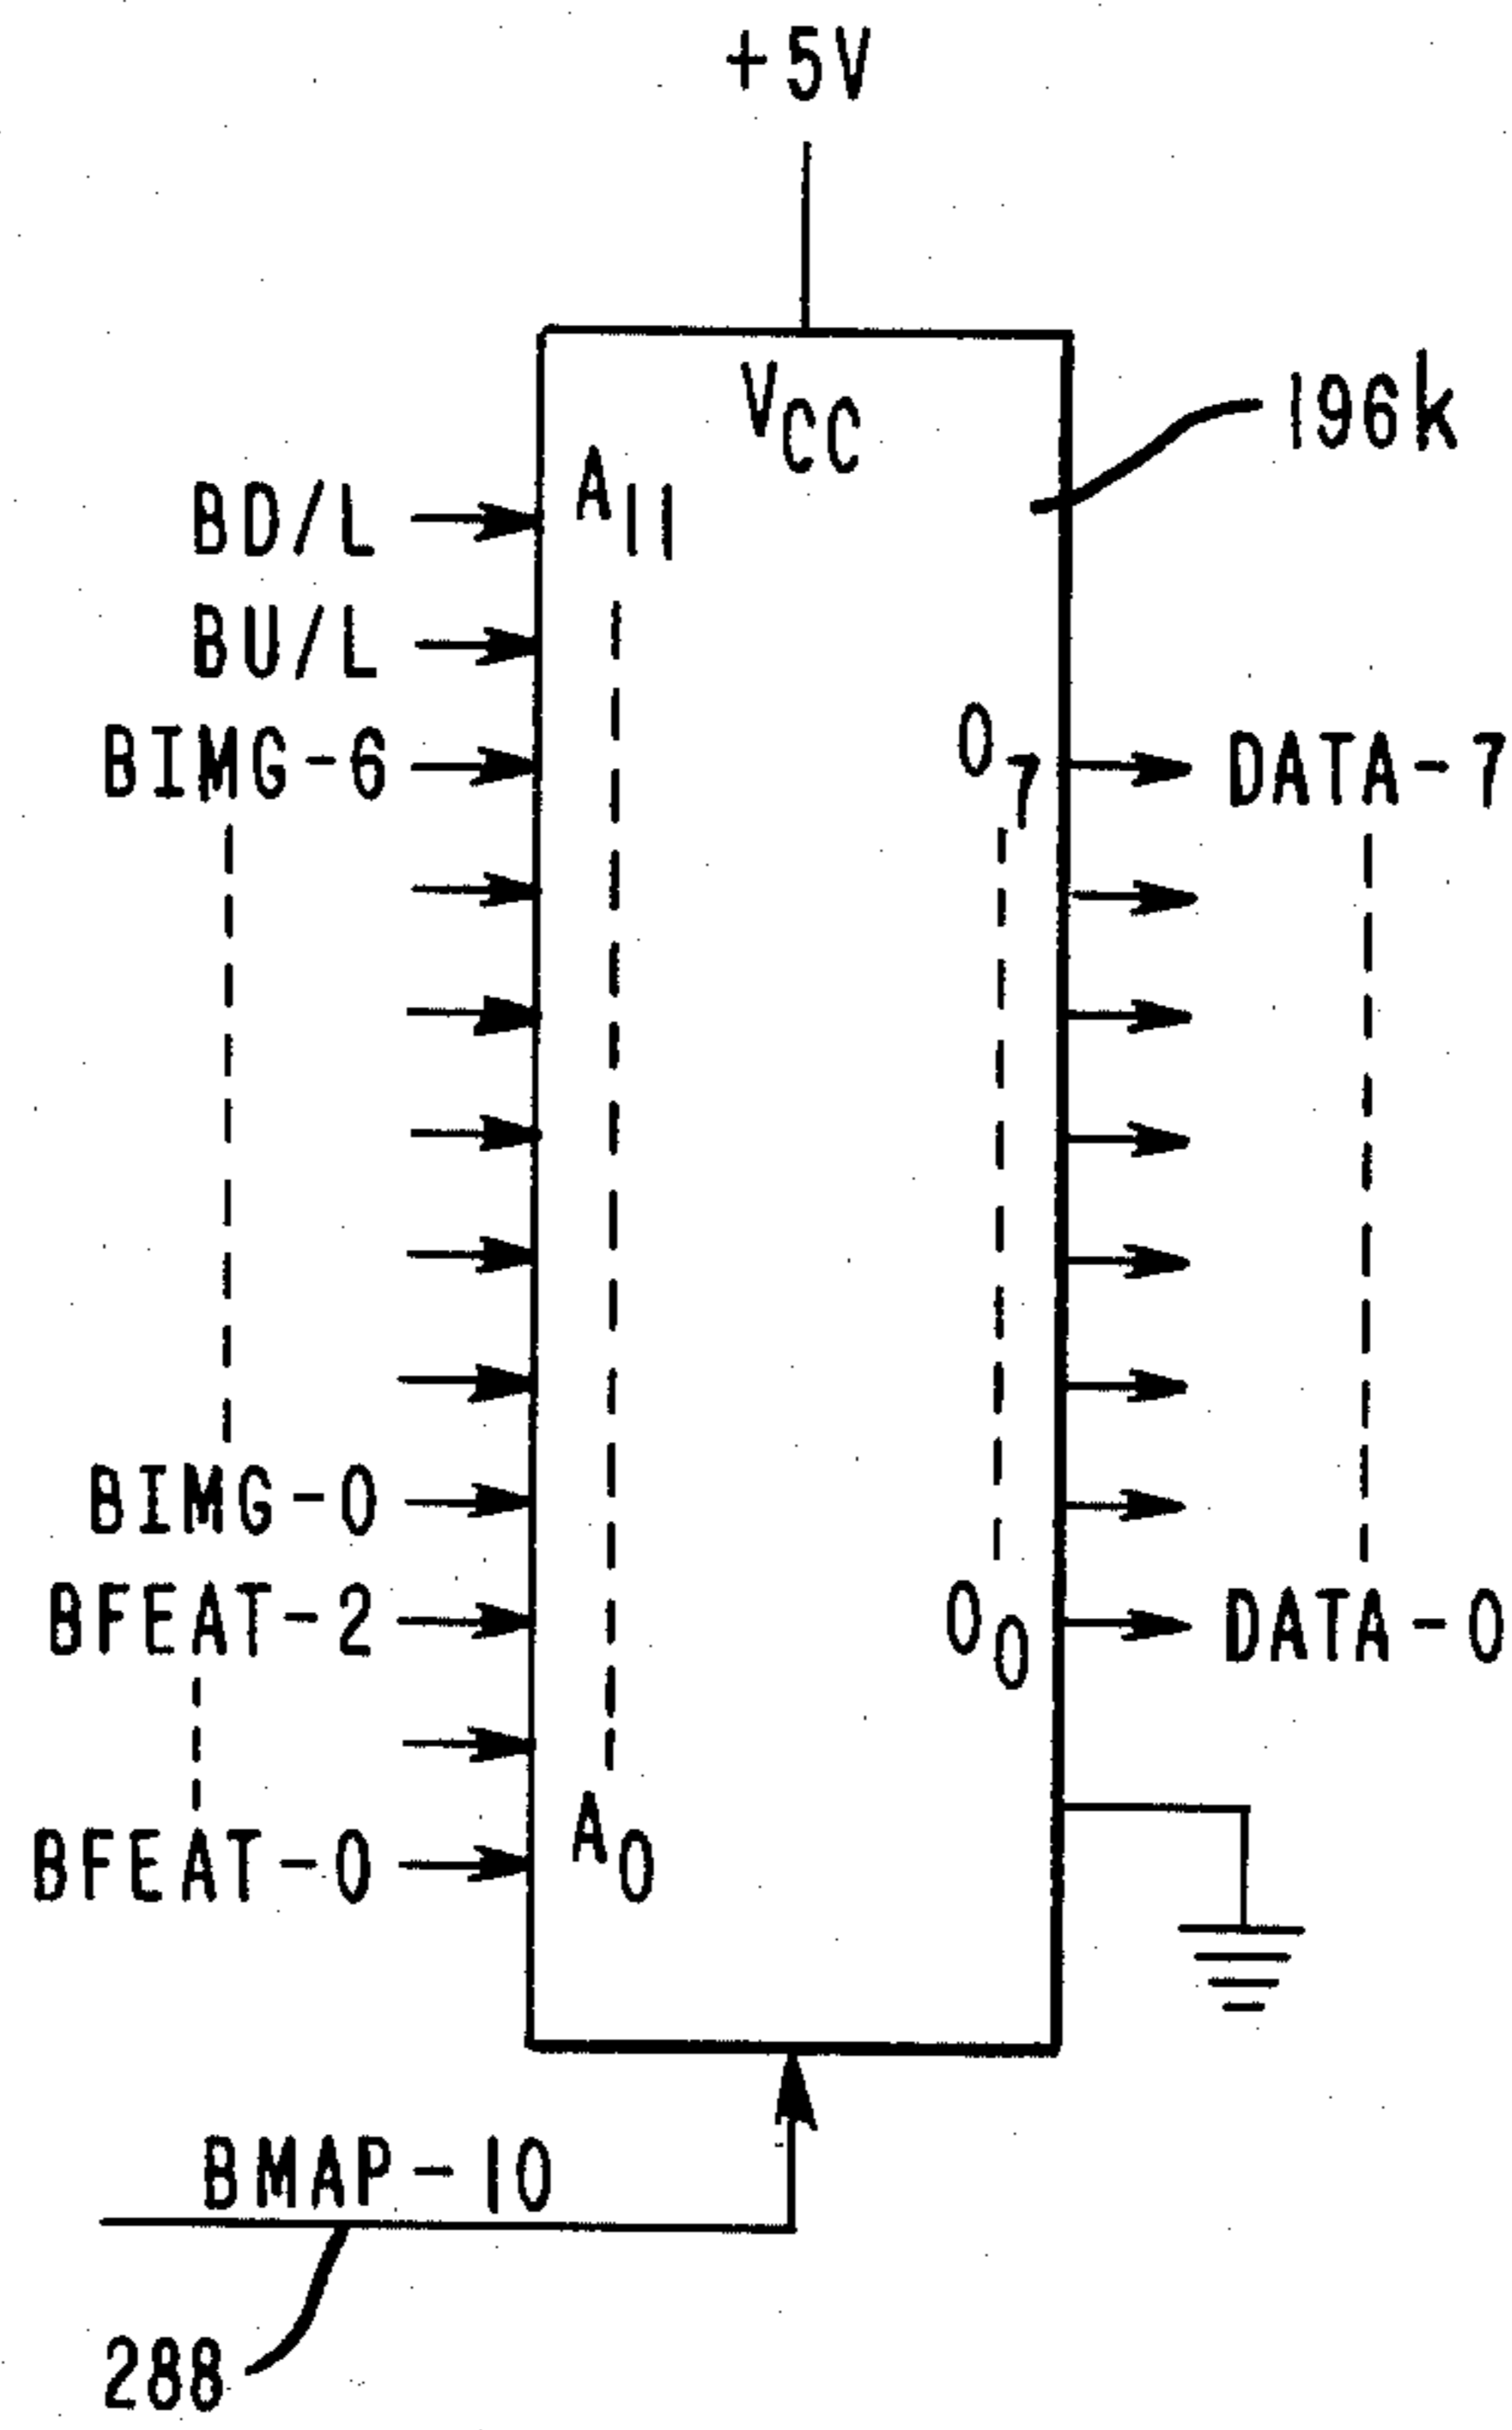 +5V
VCC
196k
BD/L
A11
BU/L
BIMG-6
O7
DATA-7
BIMG-0
BFEAT-2
O0
DATA-0
BFEAT-0
A0
BMAP-10
288